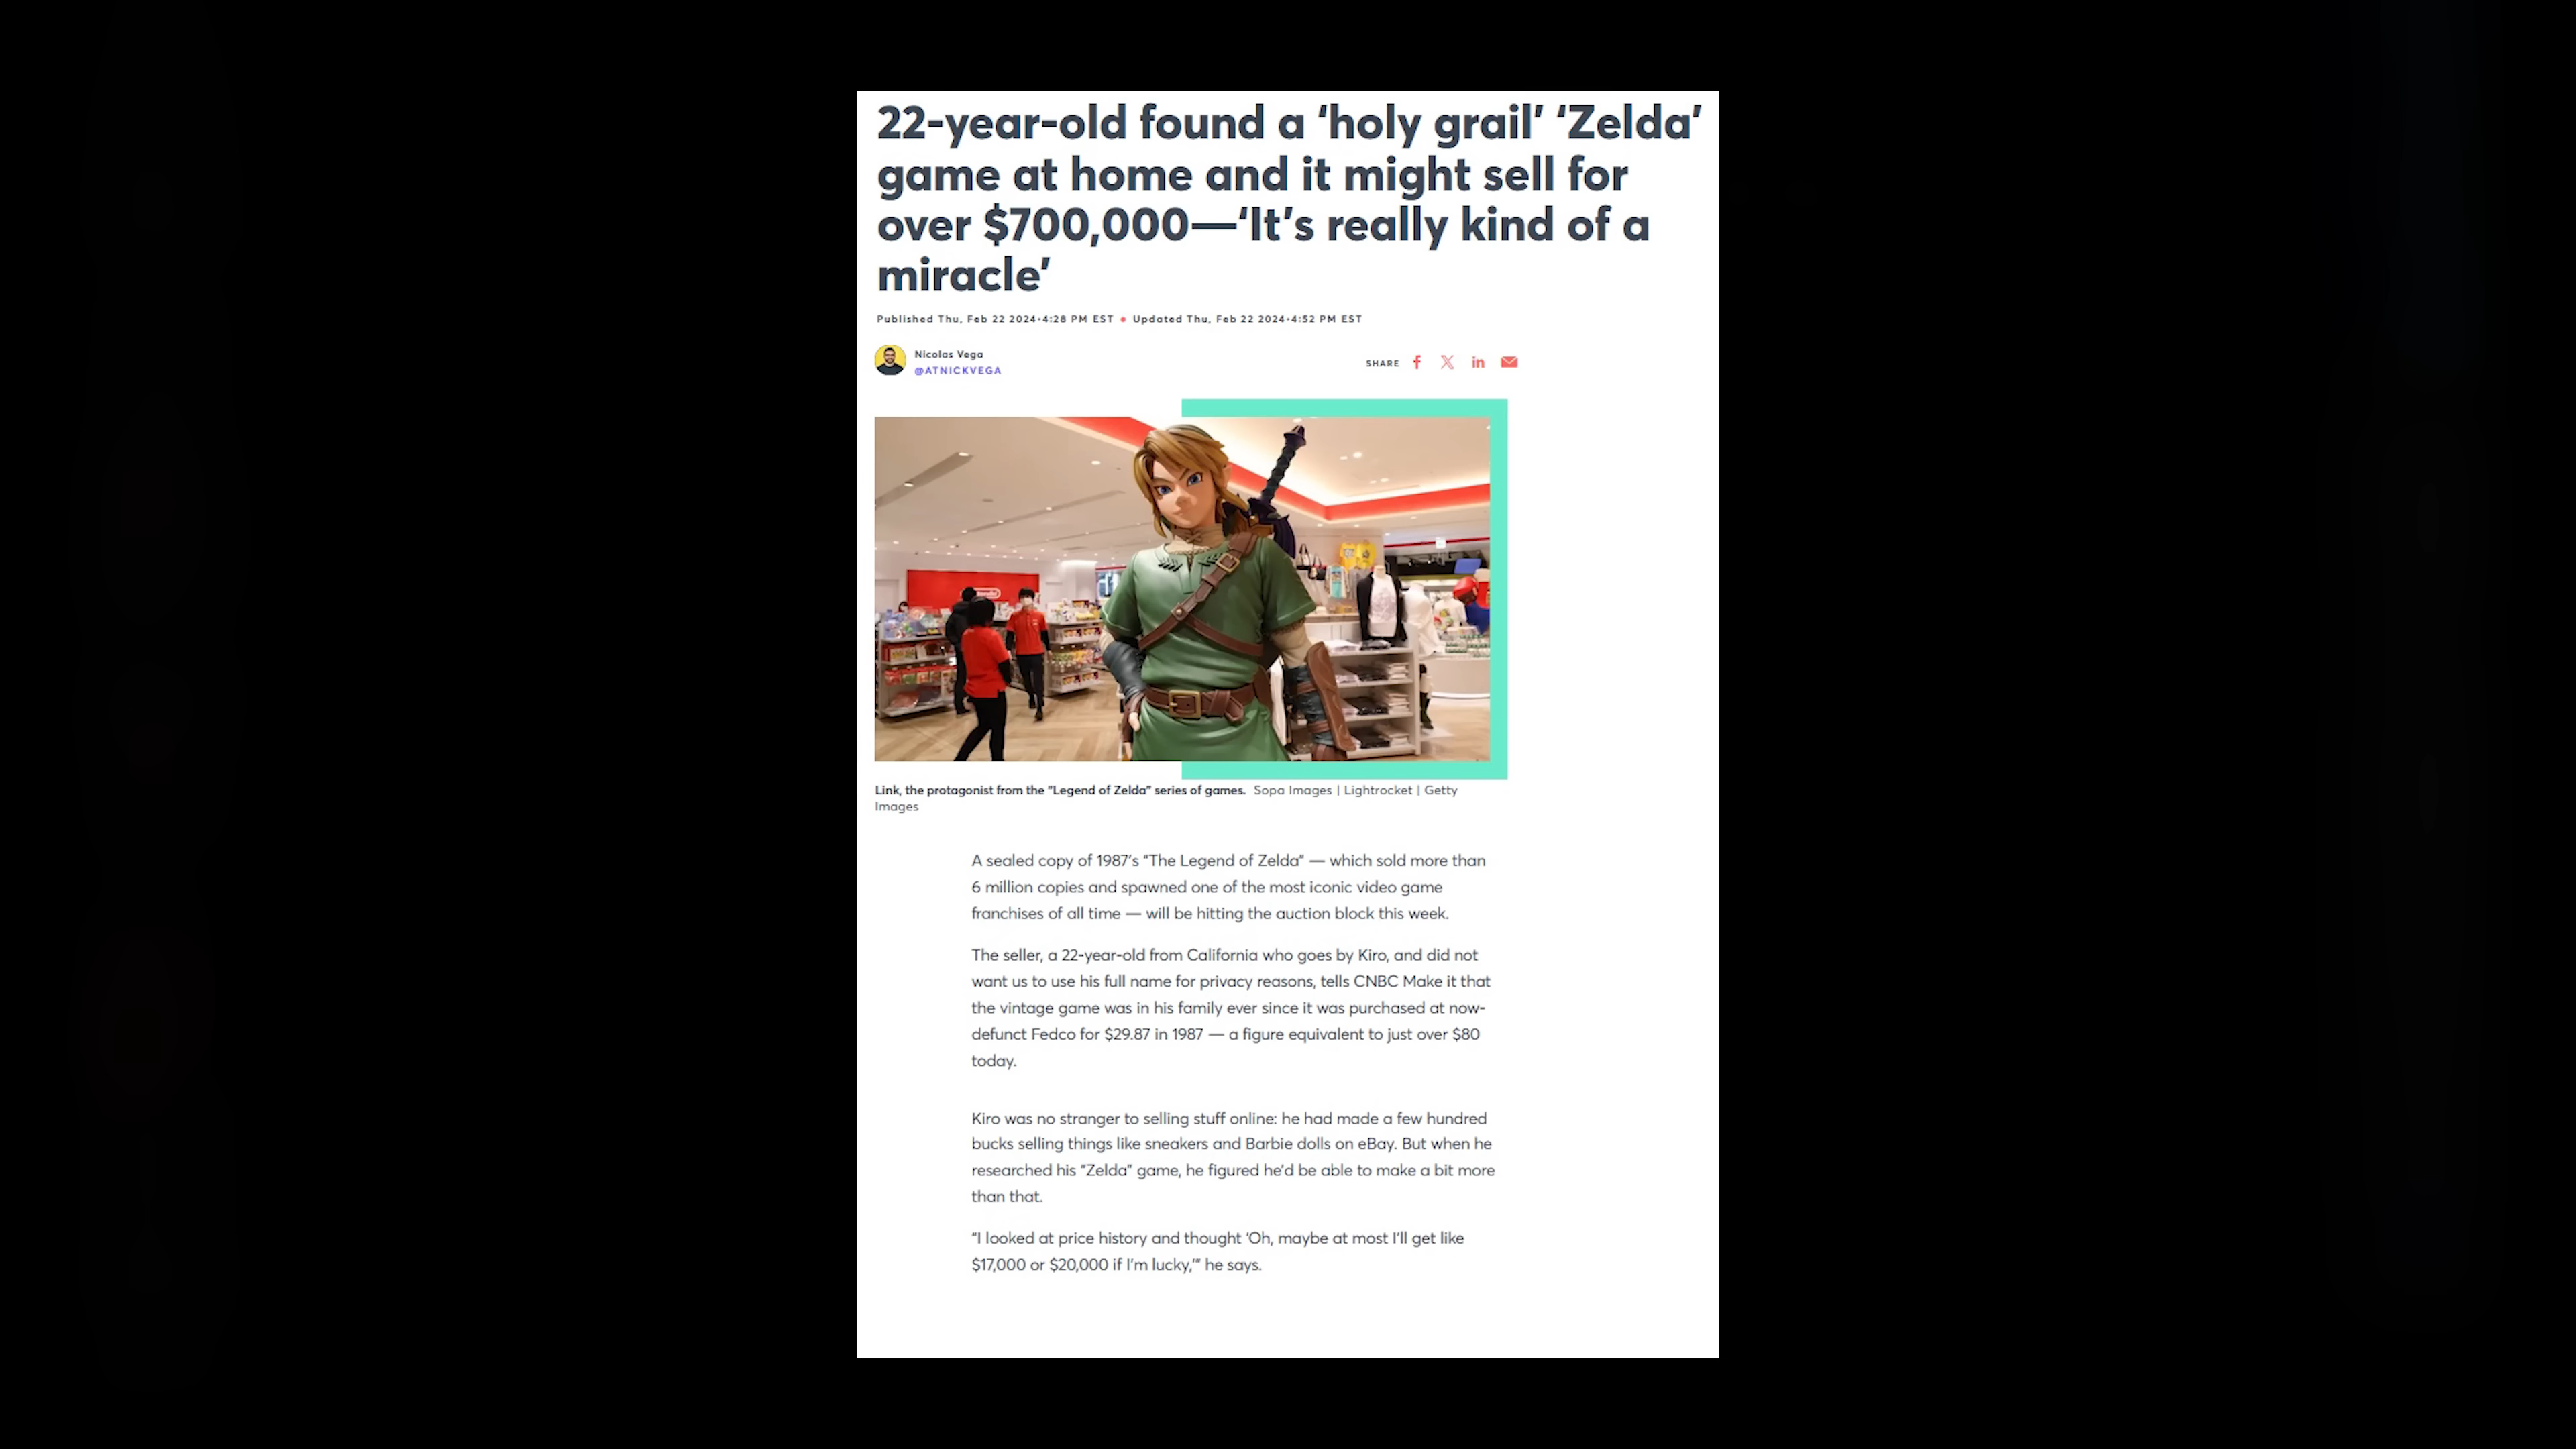 22-year-old found a ‘holy grail’ ‘Zelda’
game at home and it might sell for
over $700,000—‘It’s really kind of a
miracle’
Published Thu, Feb 22 2024•4:28 PM EST • Updated Thu, Feb 22 2024•4:52 PM EST
Nicolas Vega
@ATNICKVEGA
SHARE
Link, the protagonist from the “Legend of Zelda” series of games. Sopa Images | Lightrocket | Getty
Images
A sealed copy of 1987’s “The Legend of Zelda” — which sold more than
6 million copies and spawned one of the most iconic video game
franchises of all time — will be hitting the auction block this week.
The seller, a 22-year-old from California who goes by Kiro, and did not
want us to use his full name for privacy reasons, tells CNBC Make it that
the vintage game was in his family ever since it was purchased at now-
defunct Fedco for $29.87 in 1987 — a figure equivalent to just over $80
today.
Kiro was no stranger to selling stuff online: he had made a few hundred
bucks selling things like sneakers and Barbie dolls on eBay. But when he
researched his “Zelda” game, he figured he’d be able to make a bit more
than that.
“I looked at price history and thought ‘Oh, maybe at most I’ll get like
$17,000 or $20,000 if I’m lucky,’” he says.